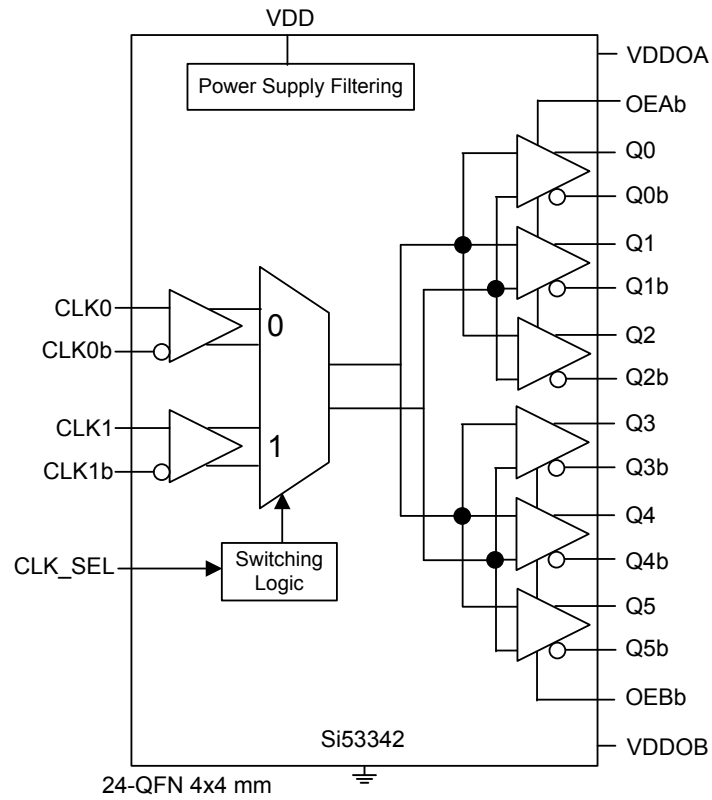 VDD
Power Supply Filtering
VDDOA
OEAb
Q0
Q0b
Q1
Q1b
Q2
Q2b
Q3
Q3b
Q4
Q4b
Q5
Q5b
OEBb
VDDOB
CLK0
CLK0b
CLK1
CLK1b
CLK_SEL
0
1
Switching
Logic
Si53342
24-QFN 4x4 mm